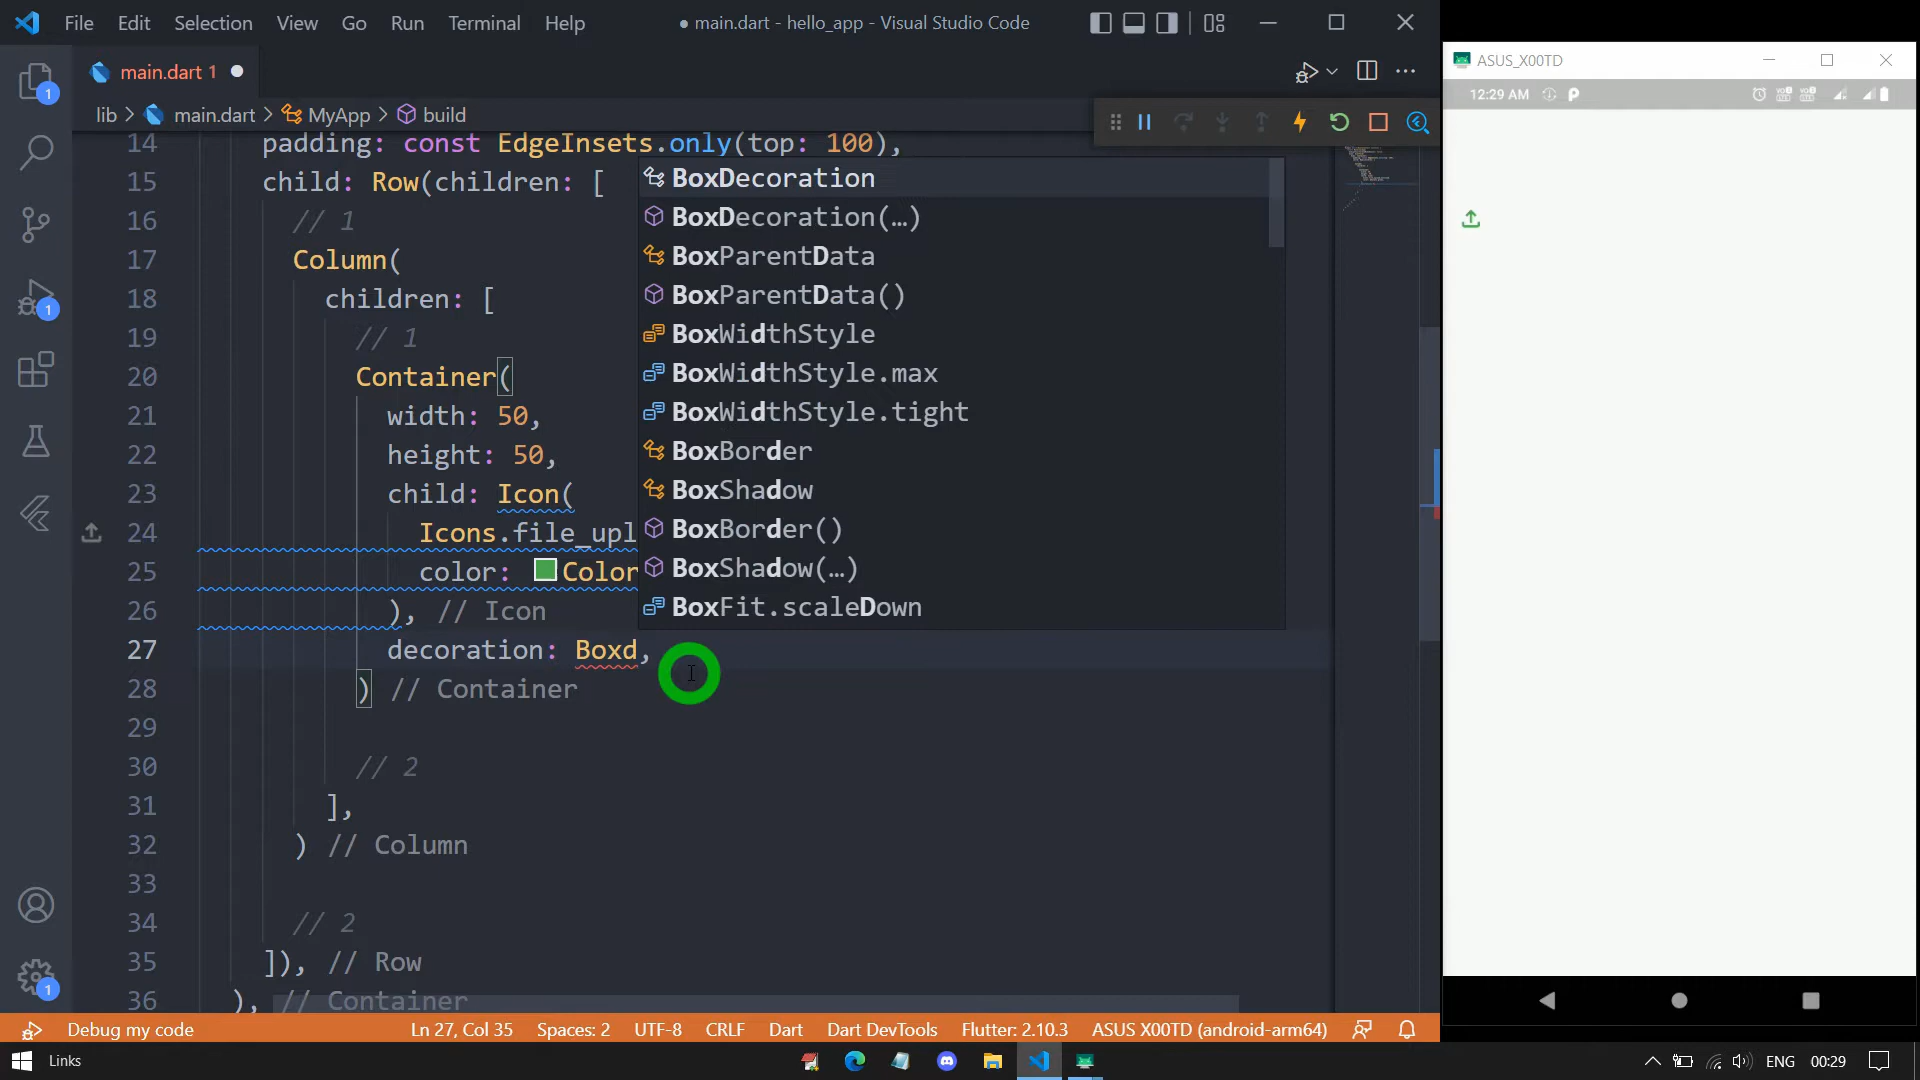 File Edit Selection View Go Run Terminal Help
● main.dart - hello_app - Visual Studio Code
main.dart 1
lib > main.dart > MyApp > build
14 padding: const EdgeInsets.only(top: 100),
15 child: Row(children: [
16 // 1
17 Column(
18 children: [
19 // 1
20 Container(
21 width: 50,
22 height: 50,
23 child: Icon(
24 Icons.file_upl
25 color: Color
26 ), // Icon
27 decoration: Boxd,
28 ) // Container
29
30 // 2
31 ],
32 ) // Column
33
34 // 2
35 ]), // Row
36 ), // Container
BoxDecoration
BoxDecoration(…)
BoxParentData
BoxParentData()
BoxWidthStyle
BoxWidthStyle.max
BoxWidthStyle.tight
BoxBorder
BoxShadow
BoxBorder()
BoxShadow(…)
BoxFit.scaleDown
1
1
1
Debug my code
Ln 27, Col 35 Spaces: 2 UTF-8 CRLF Dart Dart DevTools Flutter: 2.10.3 ASUS X00TD (android-arm64)
ASUS_X00TD
12:29 AM
Links
ENG 00:29